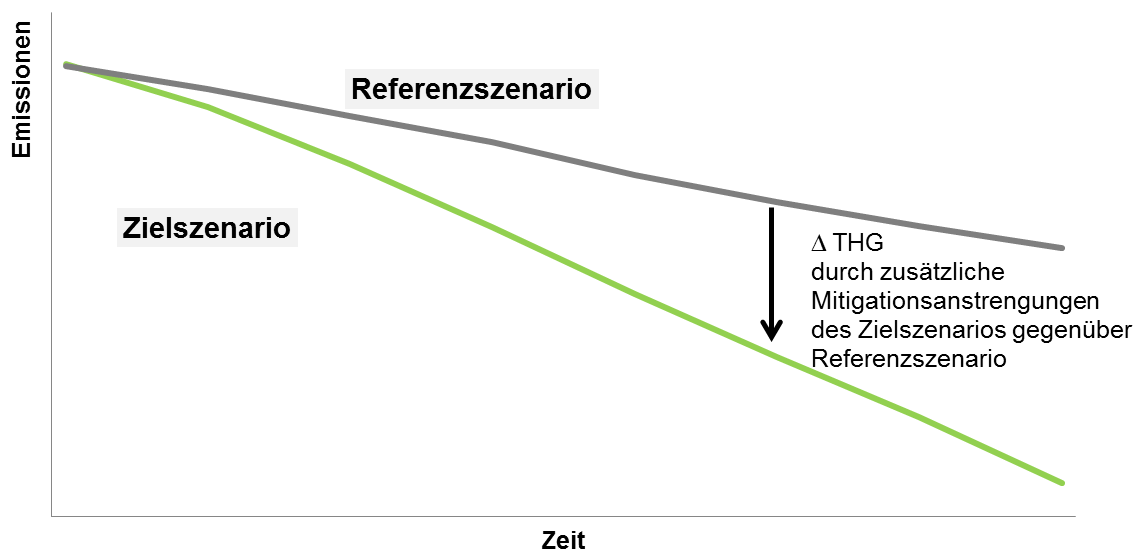 Emissionen
Referenzszenario
Zielszenario
Δ THG
durch zusätzliche
Mitigationsanstrengungen
des Zielszenarios gegenüber
Referenzszenario
Zeit